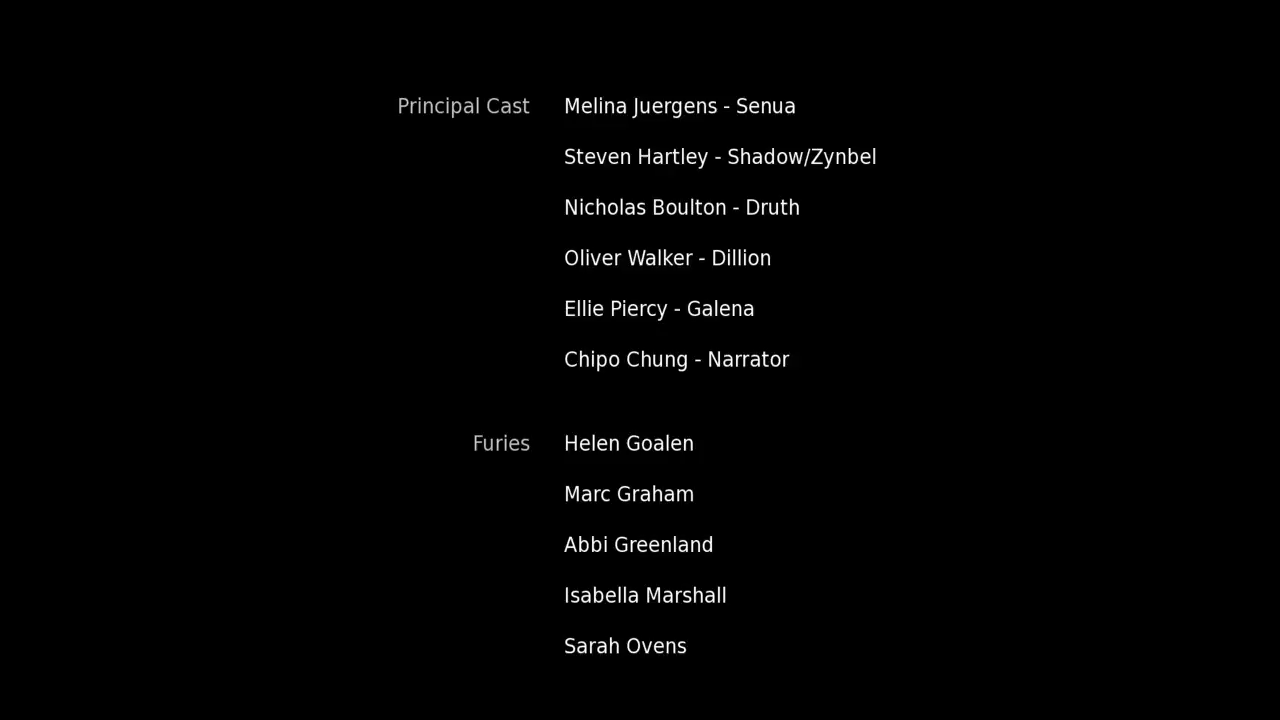 Principal Cast Melina Juergens - Senua
Steven Hartley - Shadow/Zynbel
Nicholas Boulton - Druth
Oliver Walker - Dillion
Ellie Piercy - Galena
Chipo Chung - Narrator
Furies Helen Goalen
Marc Graham
Abbi Greenland
Isabella Marshall
Sarah Ovens